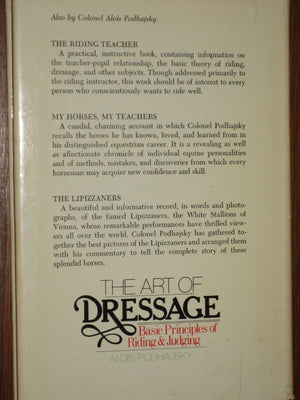 Also by Colonel Alois Podhajsky:
THE RIDING TEACHER
A practical, instructive book, containing information on
the teacher-pupil relationship, the basic theory of riding,
dressage, and other subjects. Though addressed primarily to
the riding instructor, this work should be of interest to every
person who conscientiously wants to ride well.
MY HORSES, MY TEACHERS
A candid, charming account in which Colonel Podhajsky
recalls the horses he has known, loved, and learned from in
his distinguished equestrian career. It is a revealing as well
as affectionate chronicle of individual equine personalities
and of methods, mistakes, and discoveries from which every
horseman may acquire new confidence and skill.
THE LIPIZZANERS
A beautiful and informative record, in words and photo-
graphs, of the famed Lipizzaners, the White Stallions of
Vienna, whose remarkable performances have thrilled view-
ers all over the world. Colonel Podhajsky has gathered to-
gether the best pictures of the Lipizzaners and arranged them
with his commentary to tell the complete story of these
splendid horses.
THE ART OF
DRESSAGE
Basic Principles of
Riding & Judging
ALOIS PODHAJSKY